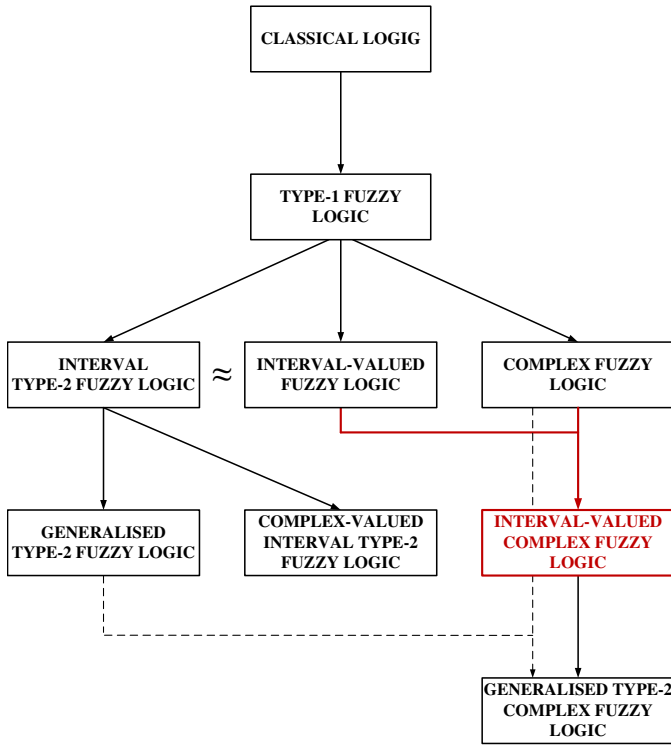 CLASSICAL LOGIG
TYPE-1 FUZZY
LOGIC
INTERVAL
TYPE-2 FUZZY LOGIC
≈
INTERVAL-VALUED
FUZZY LOGIC
COMPLEX FUZZY
LOGIC
GENERALISED
TYPE-2 FUZZY LOGIC
COMPLEX-VALUED
INTERVAL TYPE-2
FUZZY LOGIC
INTERVAL-VALUED
COMPLEX FUZZY
LOGIC
GENERALISED TYPE-2
COMPLEX FUZZY
LOGIC